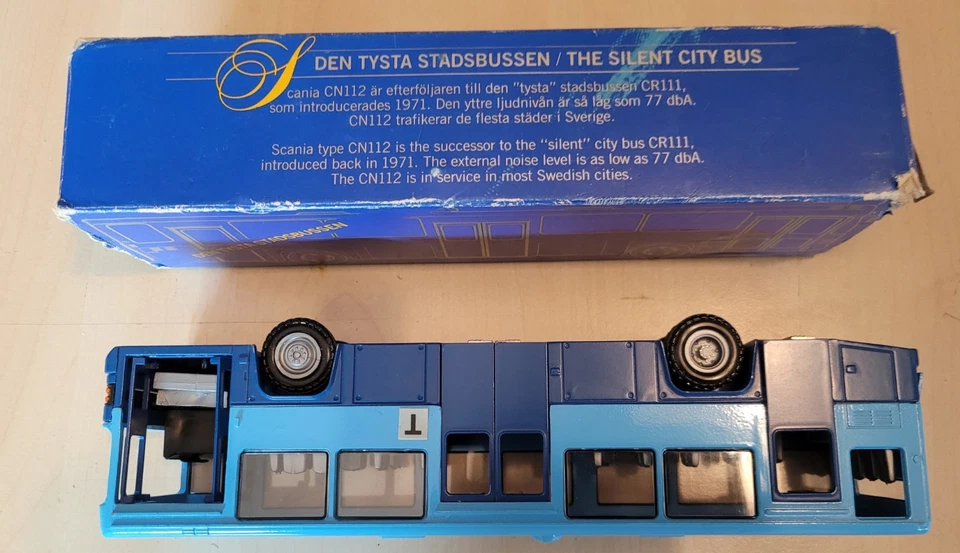 DEN TYSTA STADSBUSSEN / THE SILENT CITY BUS
Scania CN112 är efterföljaren till den "tysta" stadsbussen CR111,
som introducerades 1971. Den yttre ljudnivån är så låg som 77 dbA.
CN112 trafikerar de flesta städer i Sverige.
Scania type CN112 is the successor to the "silent" city bus CR111,
introduced back in 1971. The external noise level is as low as 77 dbA.
The CN112 is in service in most Swedish cities.
DEN TYSTA STADSBUSSEN
T